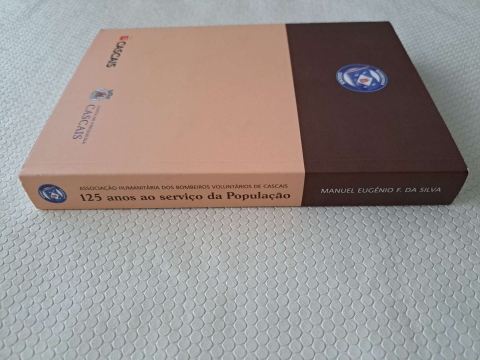 CASCAIS
CASCAIS
ASSOCIAÇÃO HUMANITÁRIA DOS BOMBEIROS VOLUNTÁRIOS DE CASCAIS
125 anos ao serviço da População
MANUEL EUGÉNIO F. DA SILVA